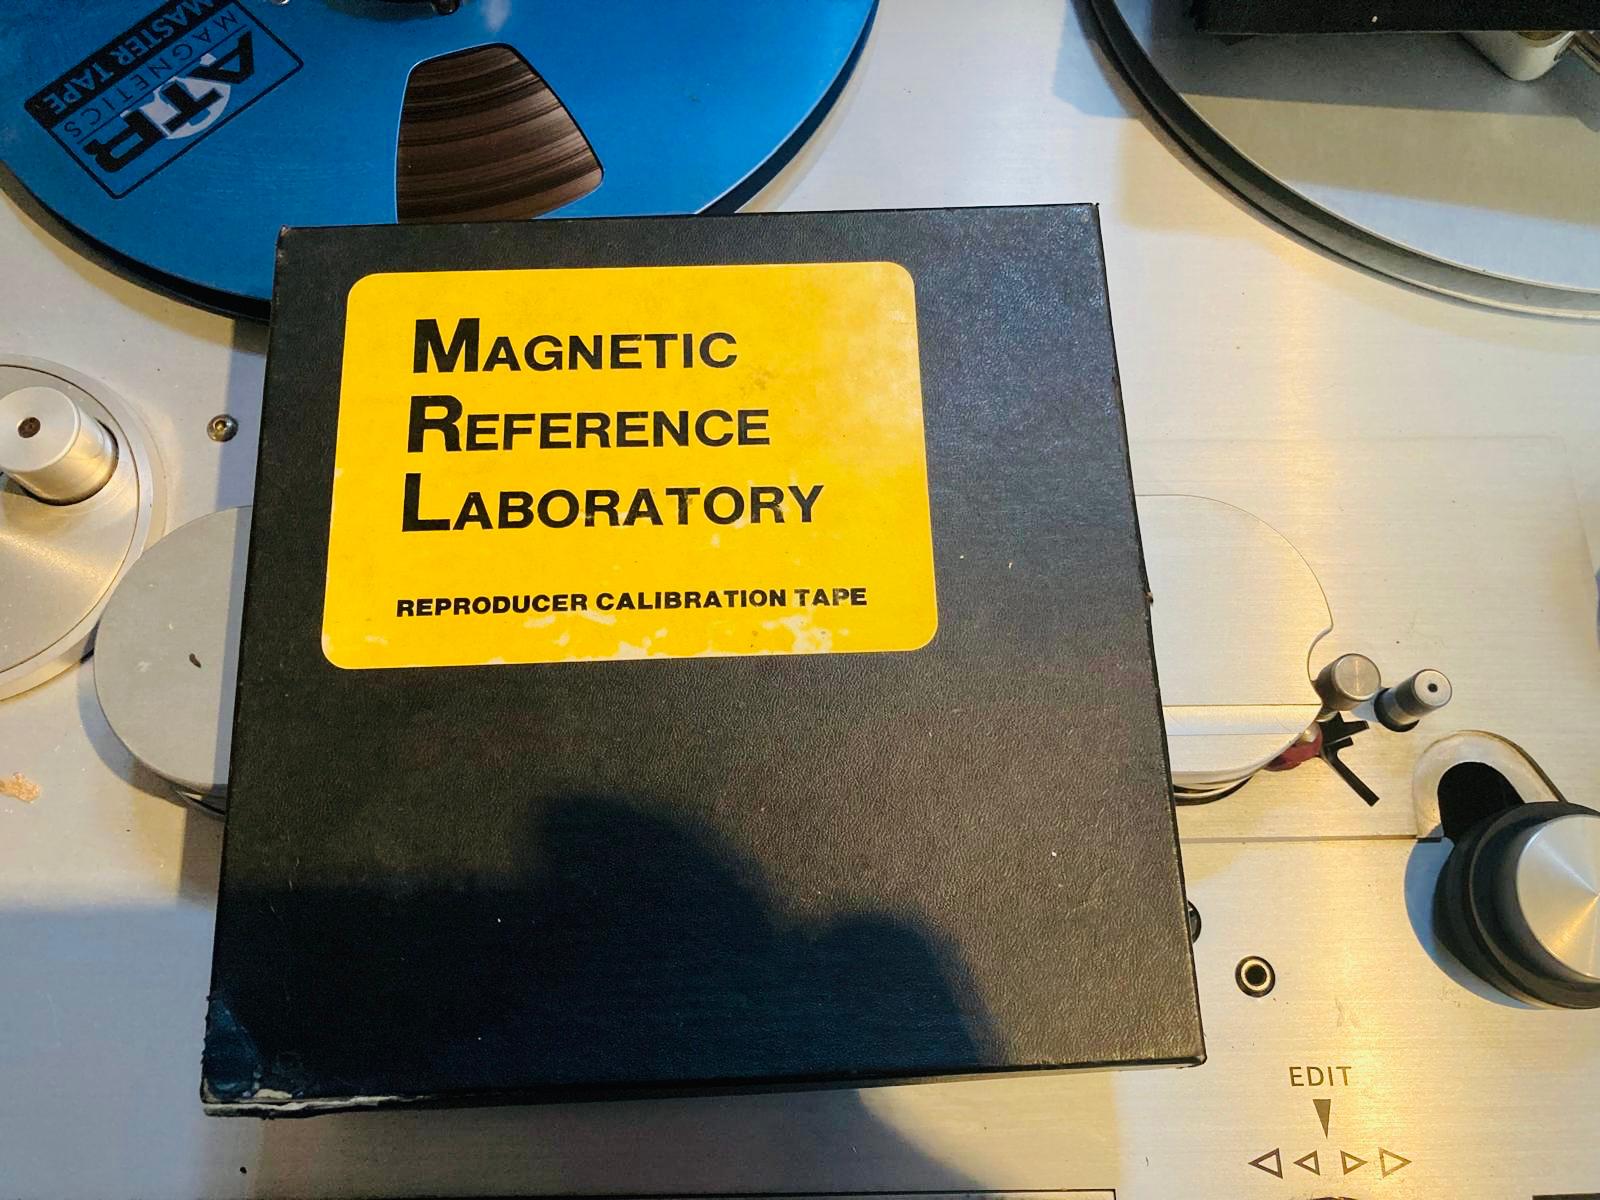 ATR
MAGNETICS
MASTER TAPE
MAGNETIC
REFERENCE
LABORATORY
REPRODUCER CALIBRATION TAPE
EDIT